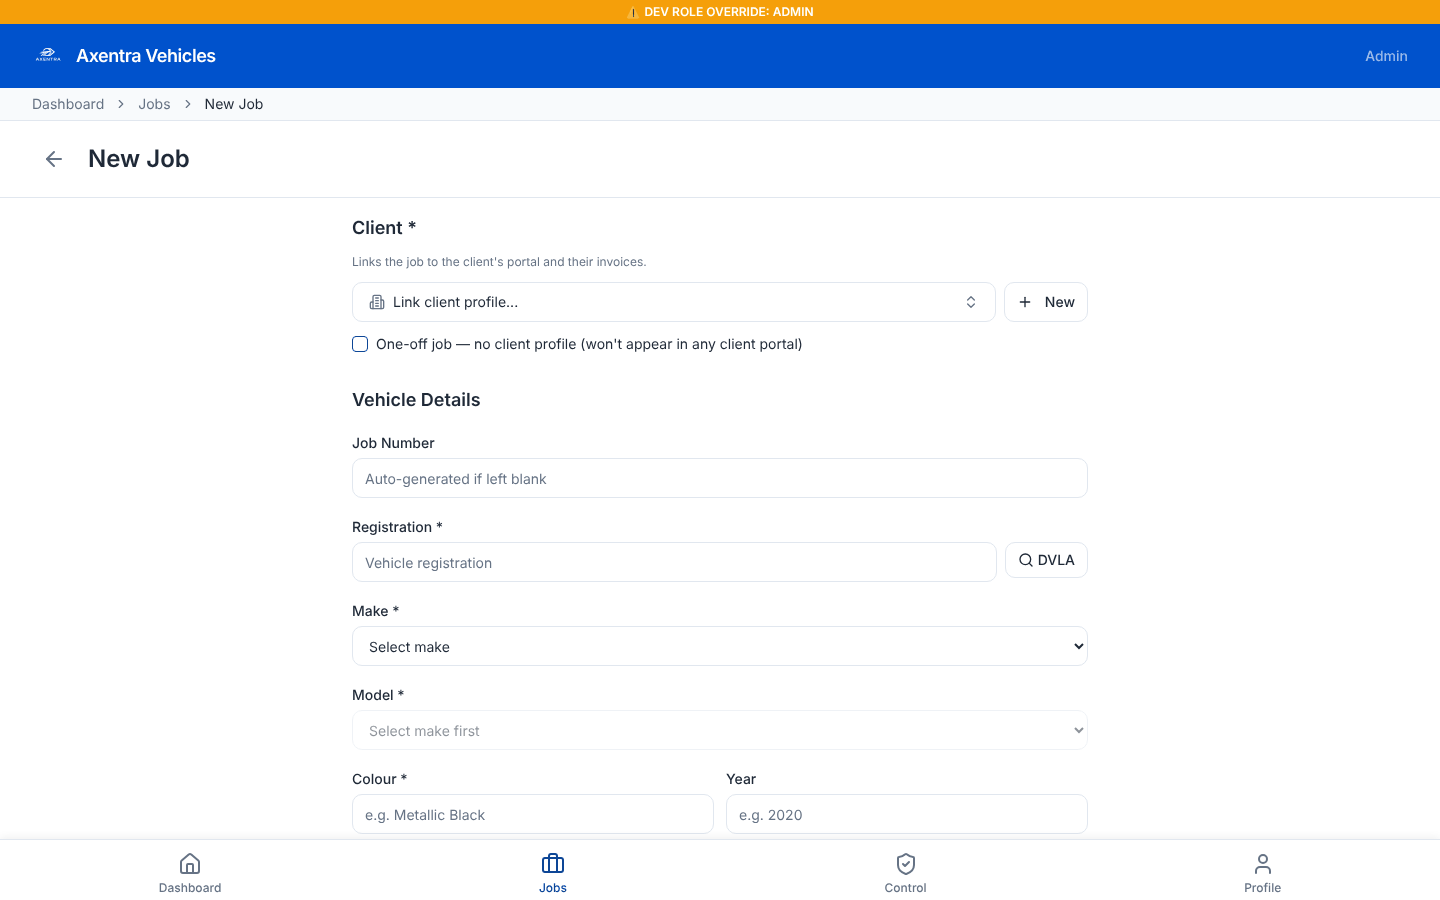 ⚠️ DEV ROLE OVERRIDE: ADMIN
AXENTRA
Axentra Vehicles
Admin
Dashboard > Jobs > New Job
New Job
Client *
Links the job to the client's portal and their invoices.
Link client profile...
New
One-off job — no client profile (won't appear in any client portal)
Vehicle Details
Job Number
Auto-generated if left blank
Registration *
Vehicle registration
DVLA
Make *
Select make
Model *
Select make first
Colour * Year
e.g. Metallic Black e.g. 2020
Dashboard Jobs Control Profile